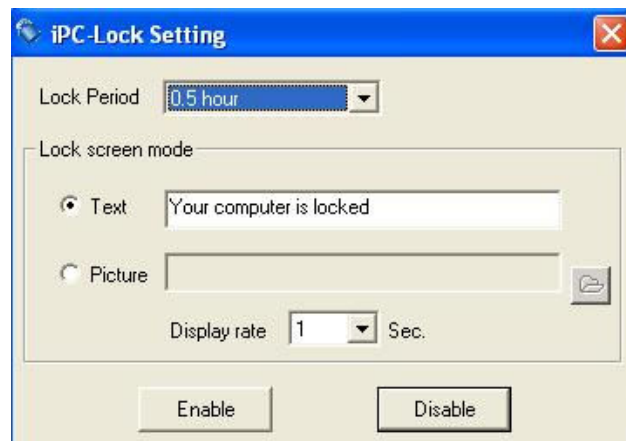 iPC-Lock Setting
Lock Period 0.5 hour
Lock screen mode
Text Your computer is locked
Picture
Display rate 1 Sec.
Enable Disable